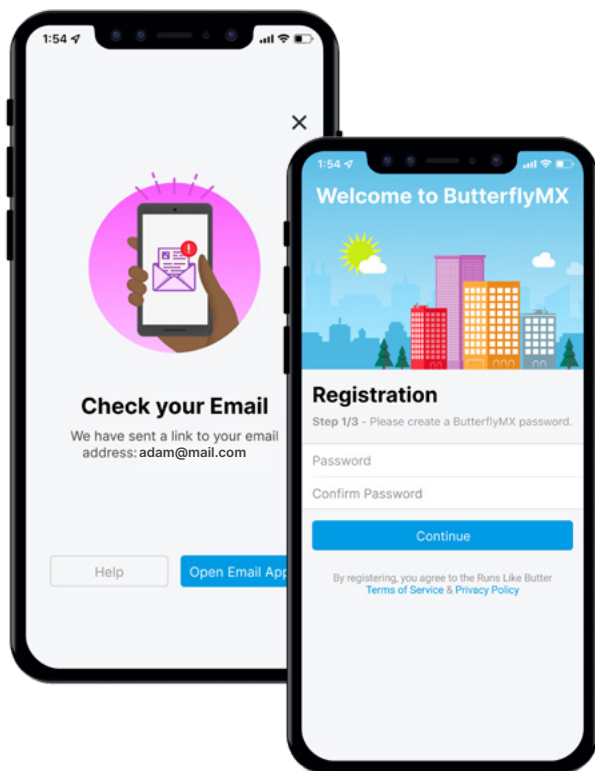 1:54
Check your Email
We have sent a link to your email
address: adam@mail.com
Help
Open Email App
1:54
Welcome to ButterflyMX
Registration
Step 1/3 - Please create a ButterflyMX password.
Password
Confirm Password
Continue
By registering, you agree to the Runs Like Butter
Terms of Service & Privacy Policy